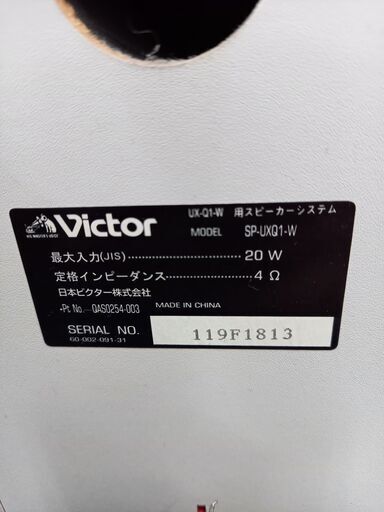 Victor
UX-Q1-W 用スピーカーシステム
MODEL SP-UXQ1-W
最大入力(JIS)································20 W
定格インピーダンス·····················4 Ω
日本ビクター株式会社
-Pt No.··QAS0254-003 MADE IN CHINA
SERIAL NO. 119F1813
60-002-091-31